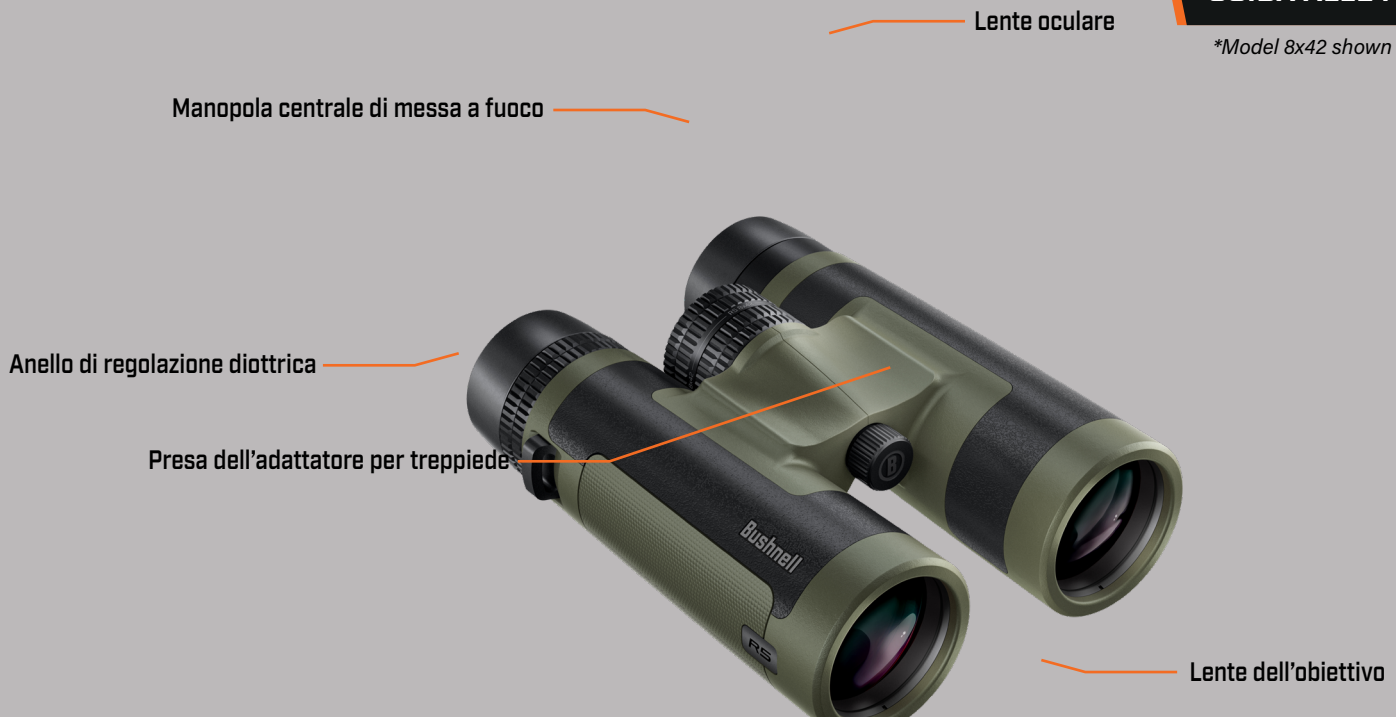 Lente oculare
*Model 8x42 shown
Manopola centrale di messa a fuoco
Anello di regolazione diottrica
Presa dell'adattatore per treppiede
B
Bushnell
R5
Lente dell'obiettivo